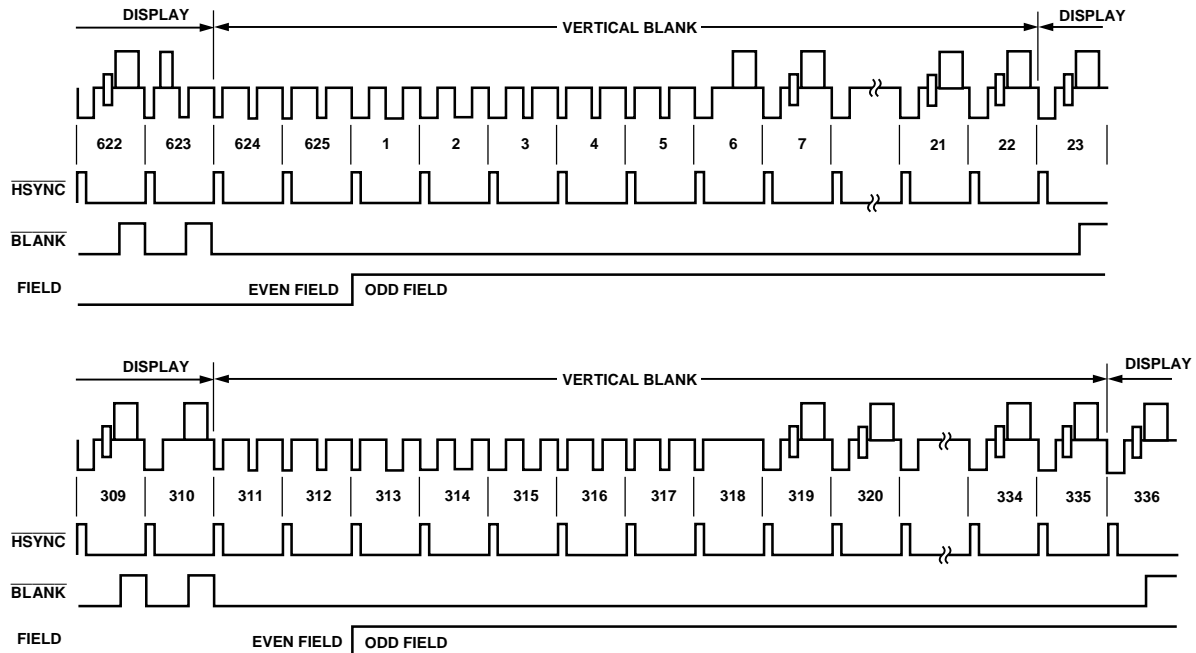 DISPLAY VERTICAL BLANK DISPLAY
622 623 624 625 1 2 3 4 5 6 7 21 22 23
HSYNC
BLANK
FIELD EVEN FIELD ODD FIELD
DISPLAY VERTICAL BLANK DISPLAY
309 310 311 312 313 314 315 316 317 318 319 320 334 335 336
HSYNC
BLANK
FIELD EVEN FIELD ODD FIELD